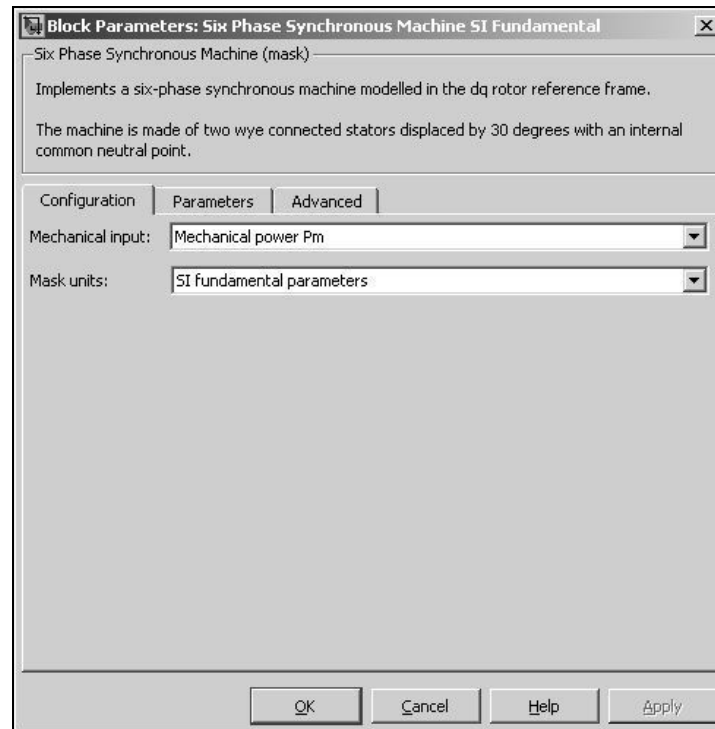 Block Parameters: Six Phase Synchronous Machine SI Fundamental
Six Phase Synchronous Machine (mask)
Implements a six-phase synchronous machine modelled in the dq rotor reference frame.
The machine is made of two wye connected stators displaced by 30 degrees with an internal
common neutral point.
Configuration Parameters Advanced
Mechanical input: Mechanical power Pm
Mask units: SI fundamental parameters
OK Cancel Help Apply